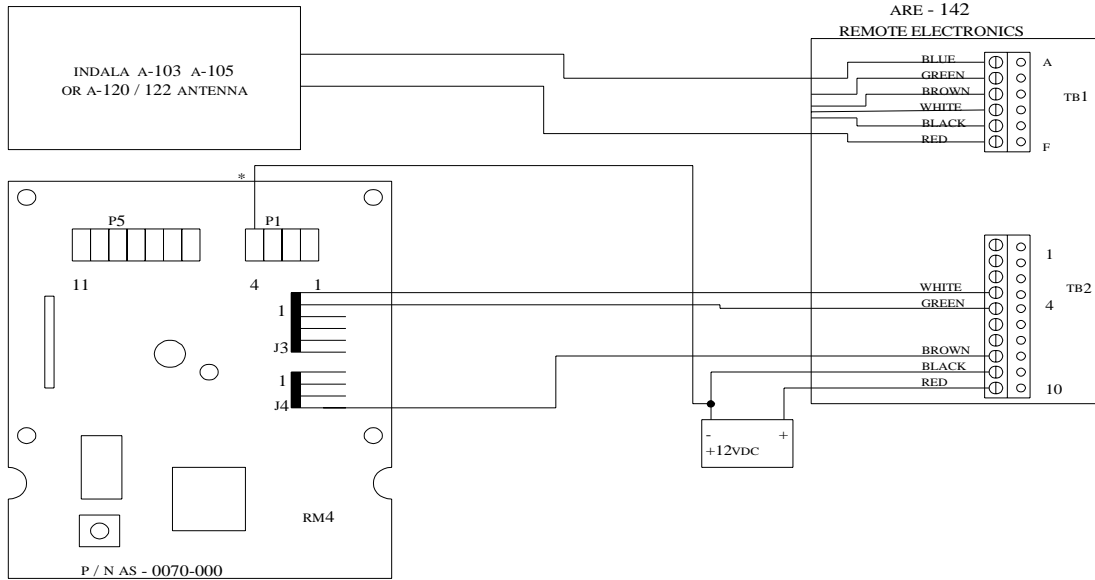 ARE - 142
REMOTE ELECTRONICS
INDALA A-103 A-105
OR A-120 / 122 ANTENNA
BLUE
GREEN
BROWN
WHITE
BLACK
RED
A
TB1
F
*
P5
P1
11
4
1
1
J3
1
J4
WHITE
GREEN
BROWN
BLACK
RED
1
TB2
4
10
- +
+12VDC
RM4
P / N AS - 0070-000